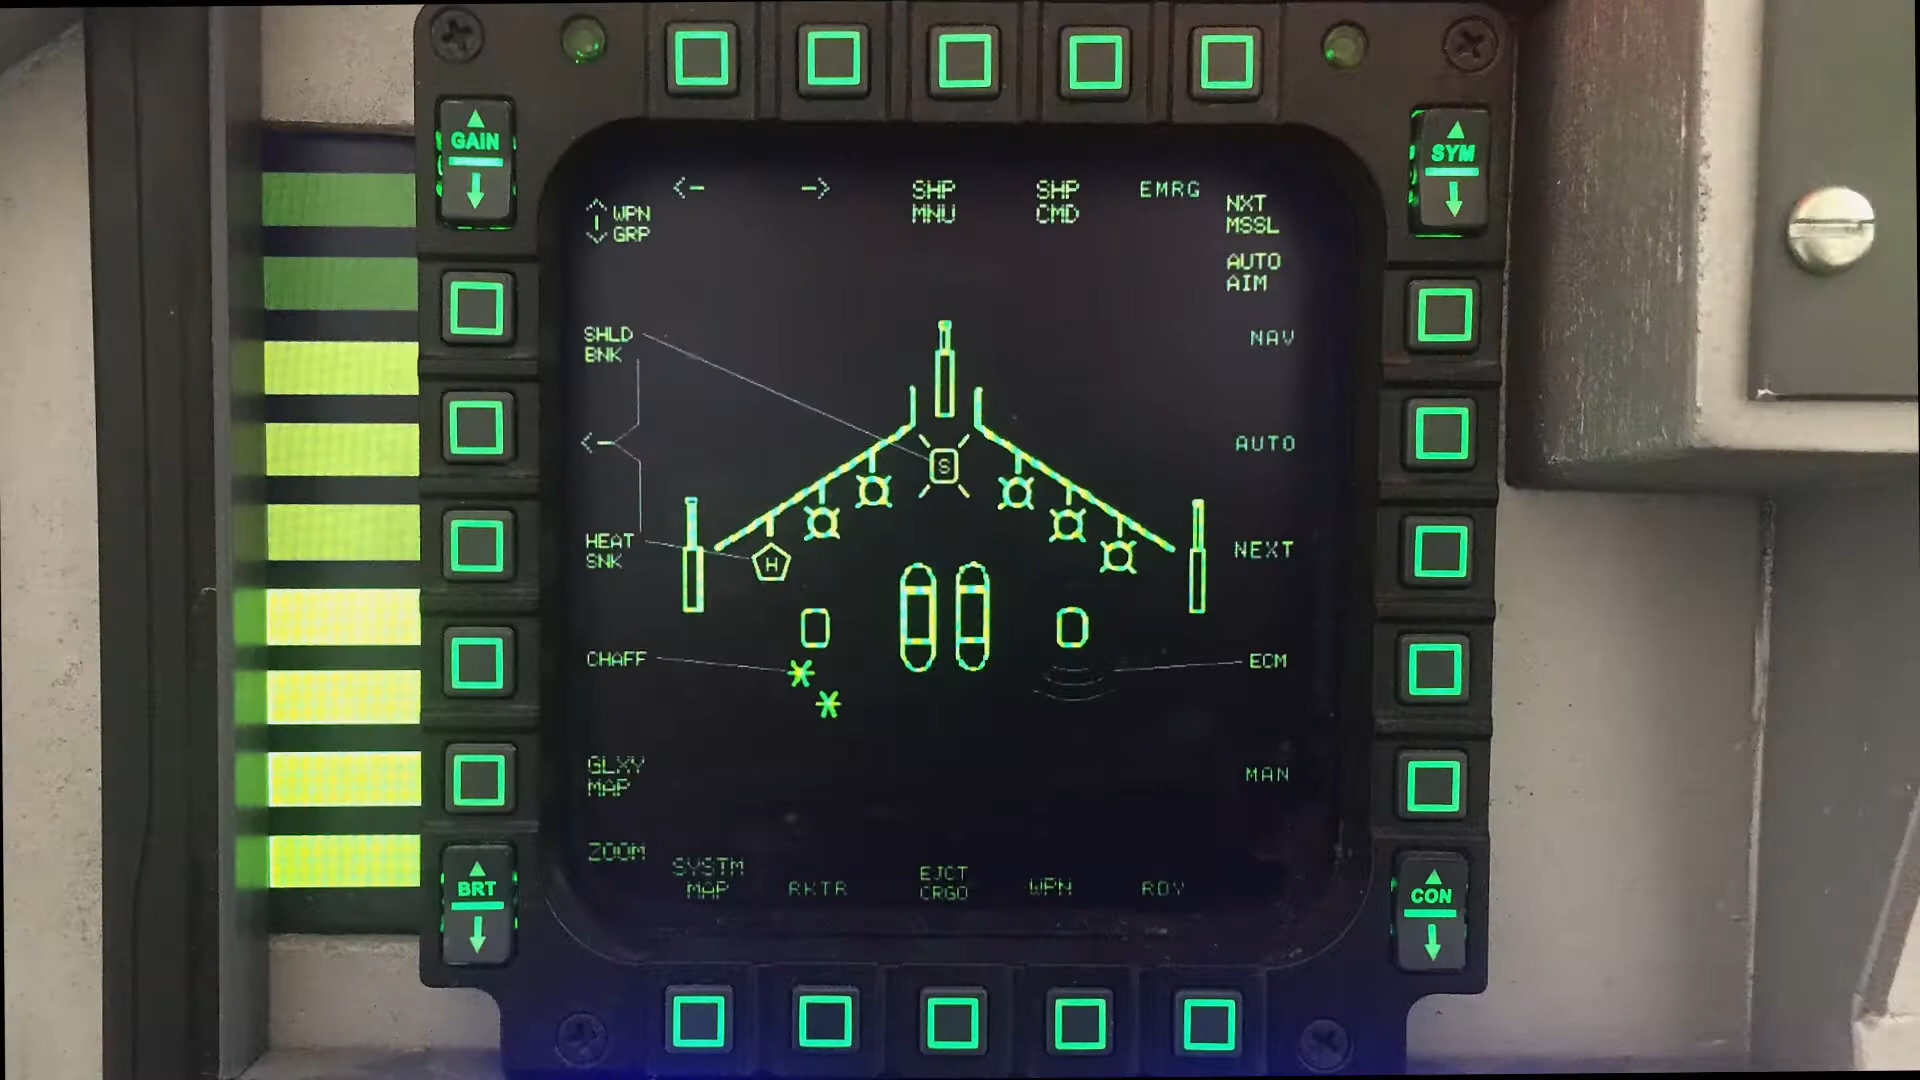 GAIN
SYM
<-
->
SHP
MNU
SHP
CMD
EMRG
NXT
MSSL
WPN
GRP
AUTO
AIM
SHLD
BNK
NAV
<-
AUTO
S
HEAT
SNK
H
NEXT
CHAFF
ECM
GLXY
MAP
MAN
ZOOM
SYSTM
MAP
RKTR
EJCT
CRGO
WPN
RDY
BRT
CON